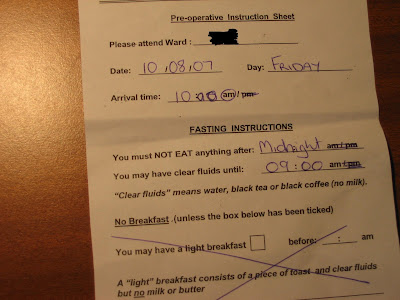 Pre-operative Instruction Sheet
Please attend Ward :
Date: 10,08,07 Day: FRIDAY
Arrival time: 10:00 am / pm
FASTING INSTRUCTIONS
You must NOT EAT anything after: Midnight am / pm
You may have clear fluids until: 09:00 am / pm
"Clear fluids" means water, black tea or black coffee (no milk).
No Breakfast (unless the box below has been ticked)
You may have a light breakfast before: : am
A "light" breakfast consists of a piece of toast and clear fluids
but no milk or butter